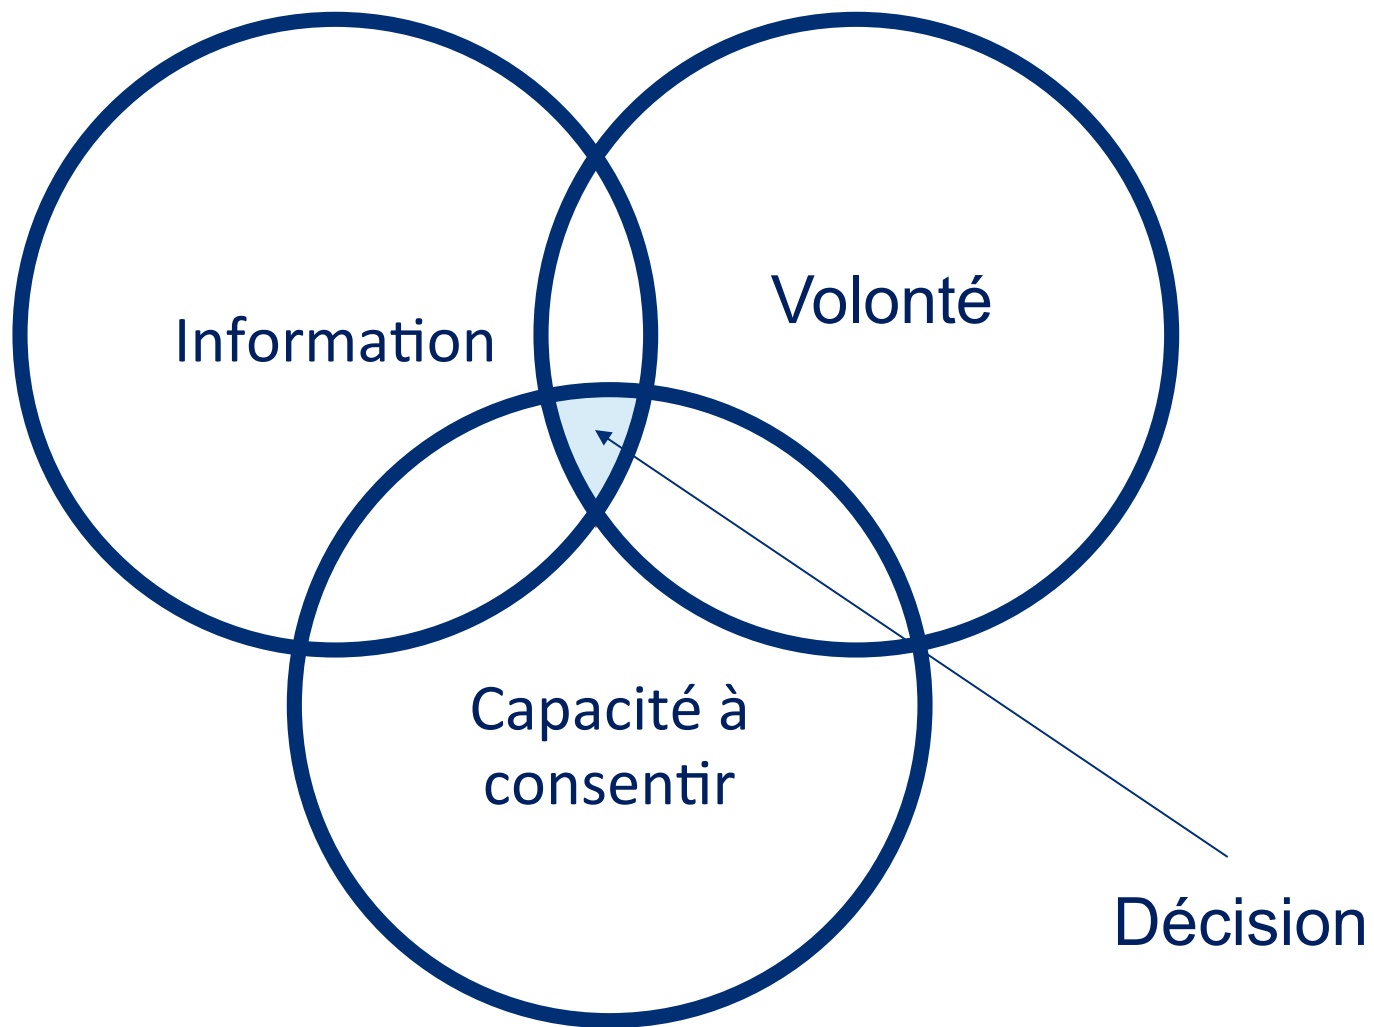 Information
Volonté
Capacité à
consentir
Décision